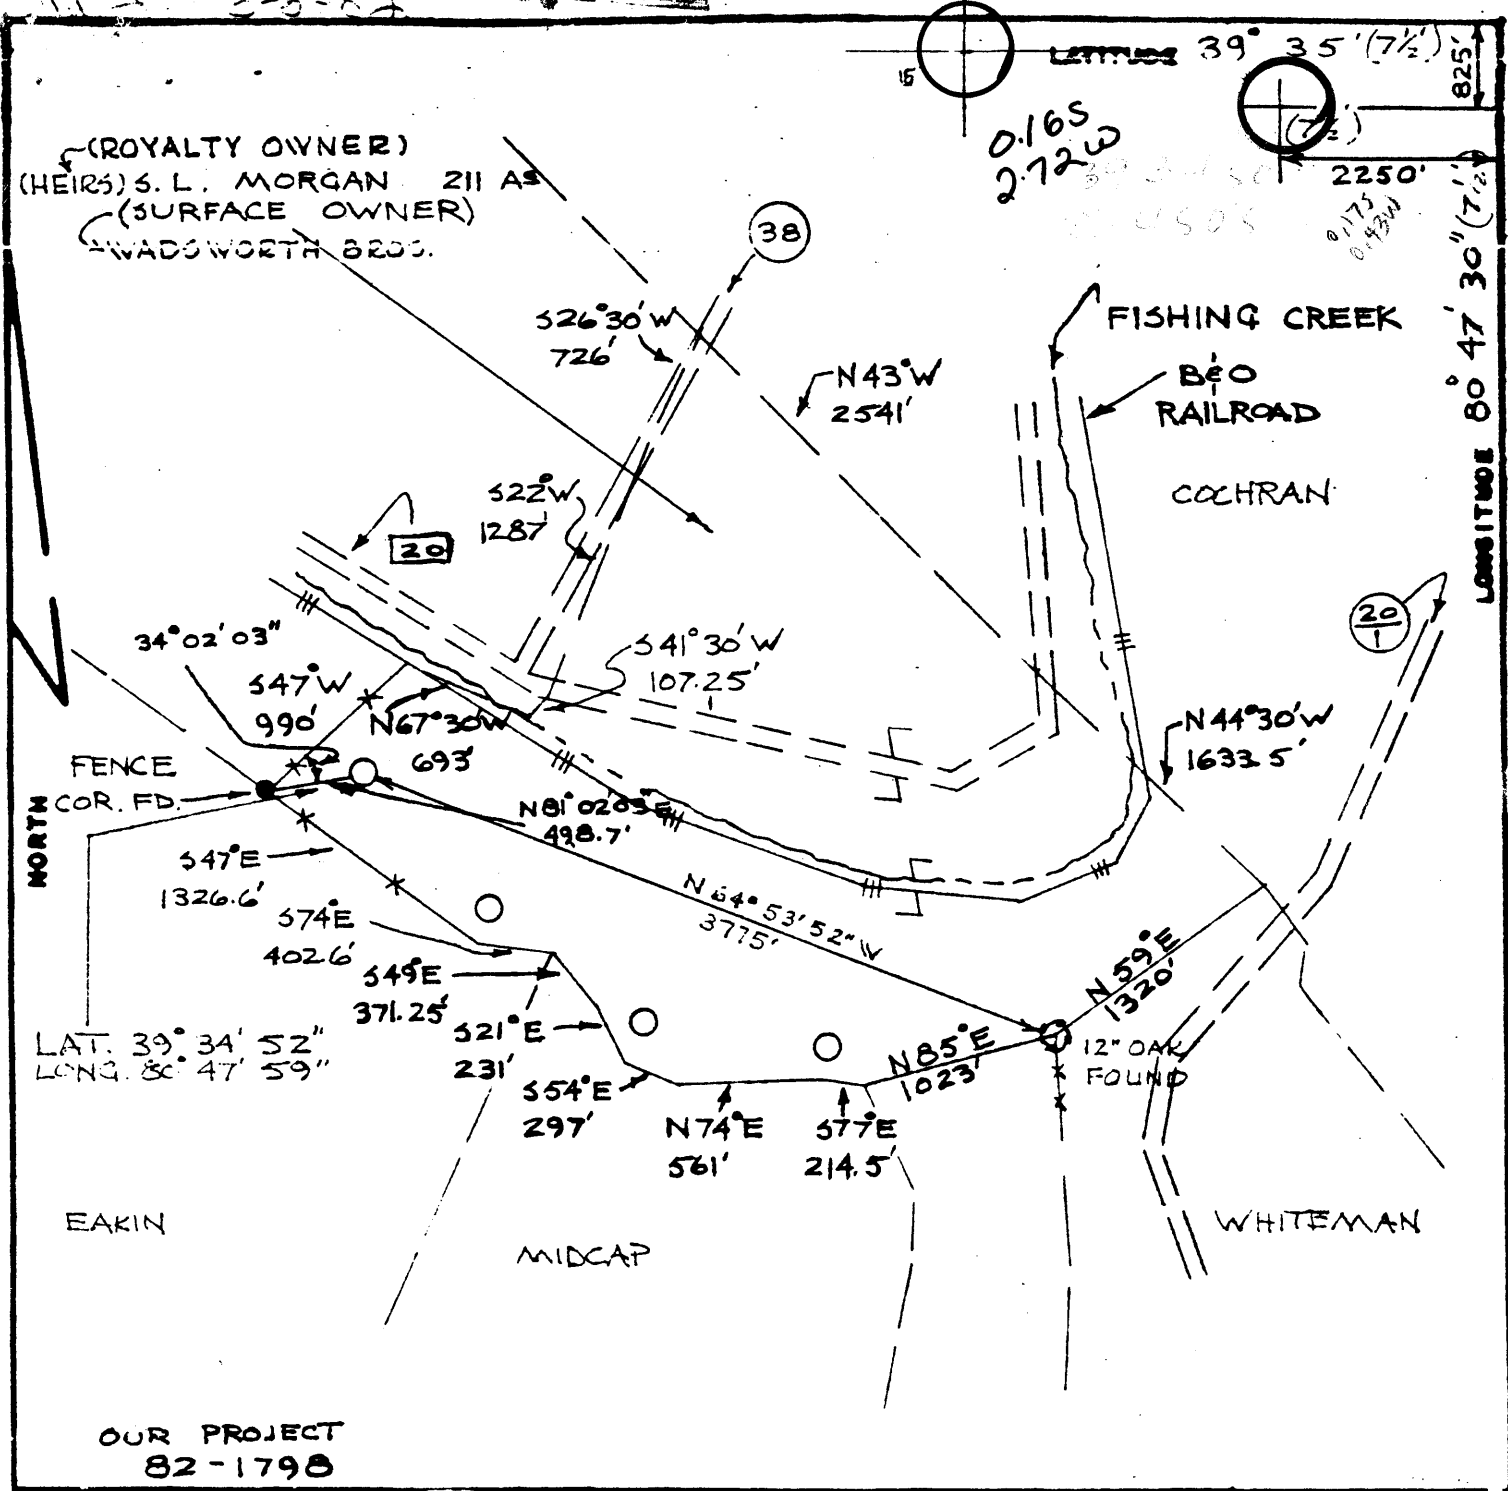 LATITUDE 39° 35' (7½')
825'
15'
(7½')
2250'
0.16S
2.72W
0.17S
0.43W
LONGITUDE 80° 47' 30" (7½')
(ROYALTY OWNER)
(HEIRS) S. L. MORGAN 211 AS
(SURFACE OWNER)
WADSWORTH BROS.
38
S26°30'W
726'
N43°W
2541'
FISHING CREEK
B&O
RAILROAD
COCHRAN
S22°W
1287'
20
20
1
34°02'03"
S41°30'W
107.25'
S47°W
990'
N67°30'W
693'
N44°30'W
1633.5'
FENCE
COR. FD.
NORTH
N81°02'03"E
498.7'
S47°E
1326.6'
N64°53'52"W
3775'
S74°E
402.6'
S49°E
371.25'
N59°E
1320'
S21°E
231'
LAT. 39° 34' 52"
LONG. 80° 47' 59"
N85°E
1023'
12" OAK
FOUND
S54°E
297'
N74°E
561'
S77°E
214.5'
EAKIN
MIDCAP
WHITEMAN
OUR PROJECT
82-1798